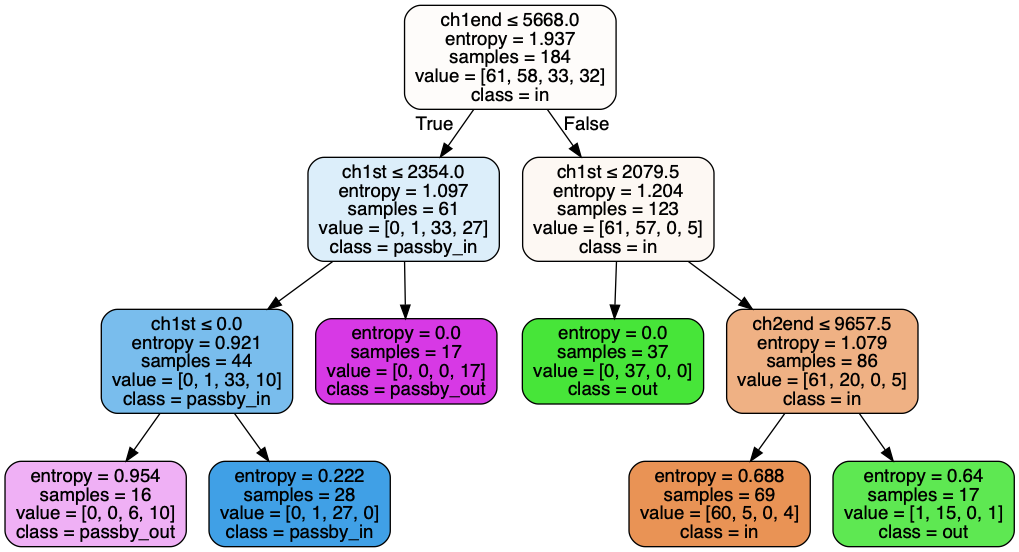 ch1end ≤ 5668.0
entropy = 1.937
samples = 184
value = [61, 58, 33, 32]
class = in
True
False
ch1st ≤ 2354.0
entropy = 1.097
samples = 61
value = [0, 1, 33, 27]
class = passby_in
ch1st ≤ 2079.5
entropy = 1.204
samples = 123
value = [61, 57, 0, 5]
class = in
ch1st ≤ 0.0
entropy = 0.921
samples = 44
value = [0, 1, 33, 10]
class = passby_in
entropy = 0.0
samples = 17
value = [0, 0, 0, 17]
class = passby_out
entropy = 0.0
samples = 37
value = [0, 37, 0, 0]
class = out
ch2end ≤ 9657.5
entropy = 1.079
samples = 86
value = [61, 20, 0, 5]
class = in
entropy = 0.954
samples = 16
value = [0, 0, 6, 10]
class = passby_out
entropy = 0.222
samples = 28
value = [0, 1, 27, 0]
class = passby_in
entropy = 0.688
samples = 69
value = [60, 5, 0, 4]
class = in
entropy = 0.64
samples = 17
value = [1, 15, 0, 1]
class = out